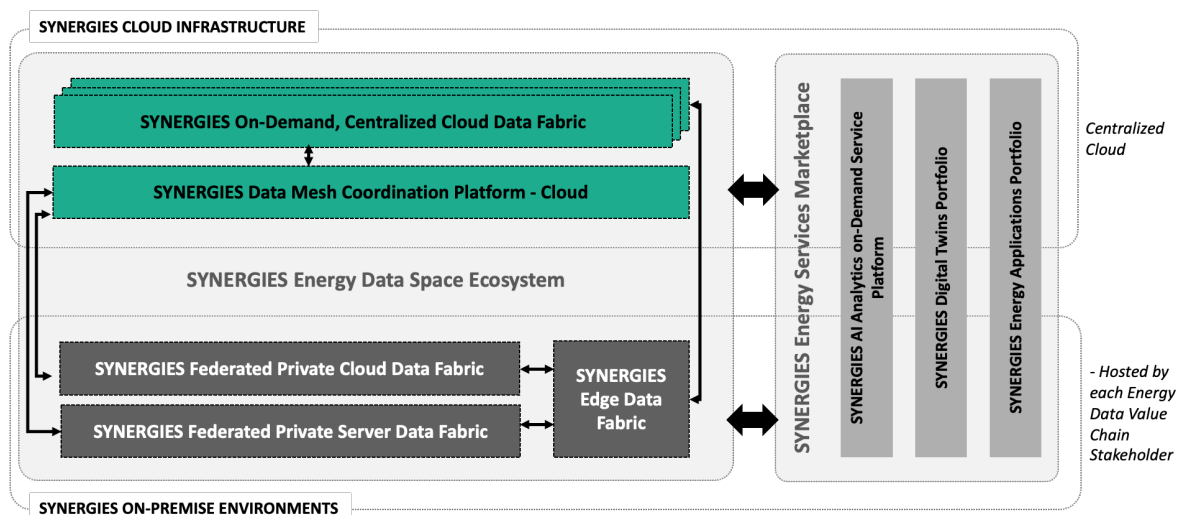 SYNERGIES CLOUD INFRASTRUCTURE
SYNERGIES On-Demand, Centralized Cloud Data Fabric
SYNERGIES Data Mesh Coordination Platform - Cloud
SYNERGIES Energy Data Space Ecosystem
SYNERGIES Federated Private Cloud Data Fabric
SYNERGIES Federated Private Server Data Fabric
SYNERGIES
Edge Data
Fabric
SYNERGIES ON-PREMISE ENVIRONMENTS
SYNERGIES Energy Services Marketplace
SYNERGIES AI Analytics on-Demand Service
Platform
SYNERGIES Digital Twins Portfolio
SYNERGIES Energy Applications Portfolio
Centralized
Cloud
- Hosted by
each Energy
Data Value
Chain
Stakeholder